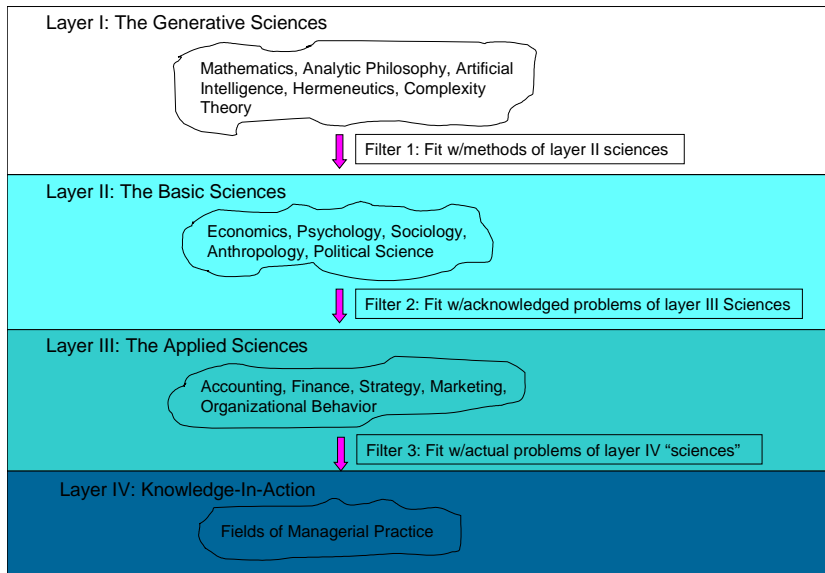 Layer I: The Generative Sciences
Mathematics, Analytic Philosophy, Artificial
Intelligence, Hermeneutics, Complexity
Theory
Filter 1: Fit w/methods of layer II sciences
Layer II: The Basic Sciences
Economics, Psychology, Sociology,
Anthropology, Political Science
Filter 2: Fit w/acknowledged problems of layer III Sciences
Layer III: The Applied Sciences
Accounting, Finance, Strategy, Marketing,
Organizational Behavior
Filter 3: Fit w/actual problems of layer IV “sciences”
Layer IV: Knowledge-In-Action
Fields of Managerial Practice